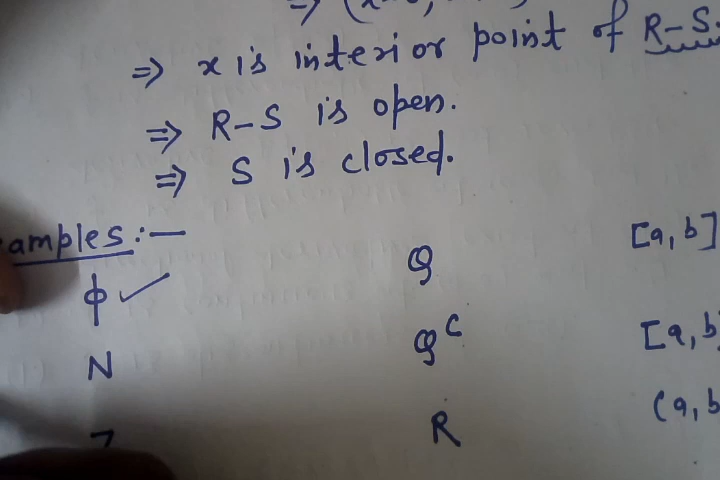 ⇒ x is interior point of R-S.
⇒ R-S is open.
⇒ S is closed.
amples:-
ϕ ✓ Q [a, b]
N Q^c [a, b
R (a, b